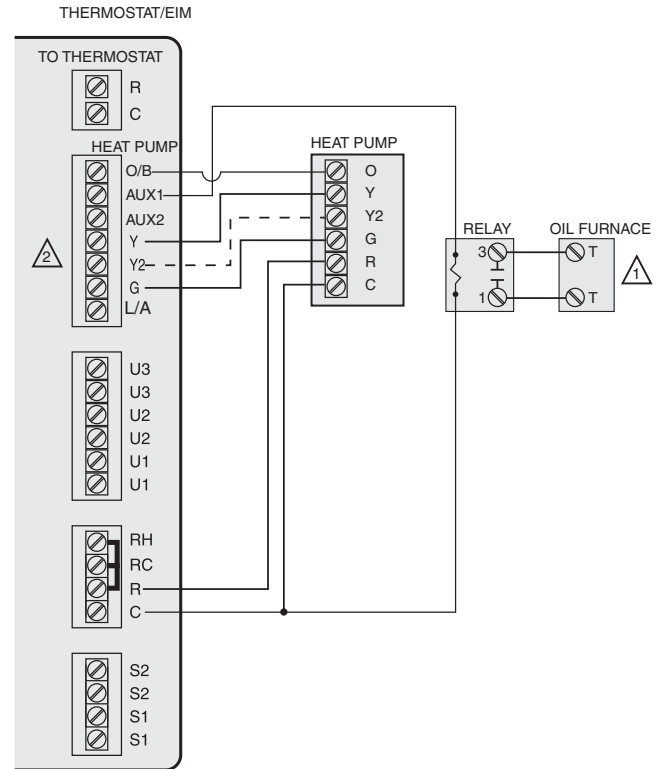 THERMOSTAT/EIM
TO THERMOSTAT
R
C
HEAT PUMP
O/B
AUX1
AUX2
Y
Y2
G
L/A
2
U3
U3
U2
U2
U1
U1
RH
RC
R
C
S2
S2
S1
S1
HEAT PUMP
O
Y
Y2
G
R
C
RELAY
3
1
OIL FURNACE
T
T
1